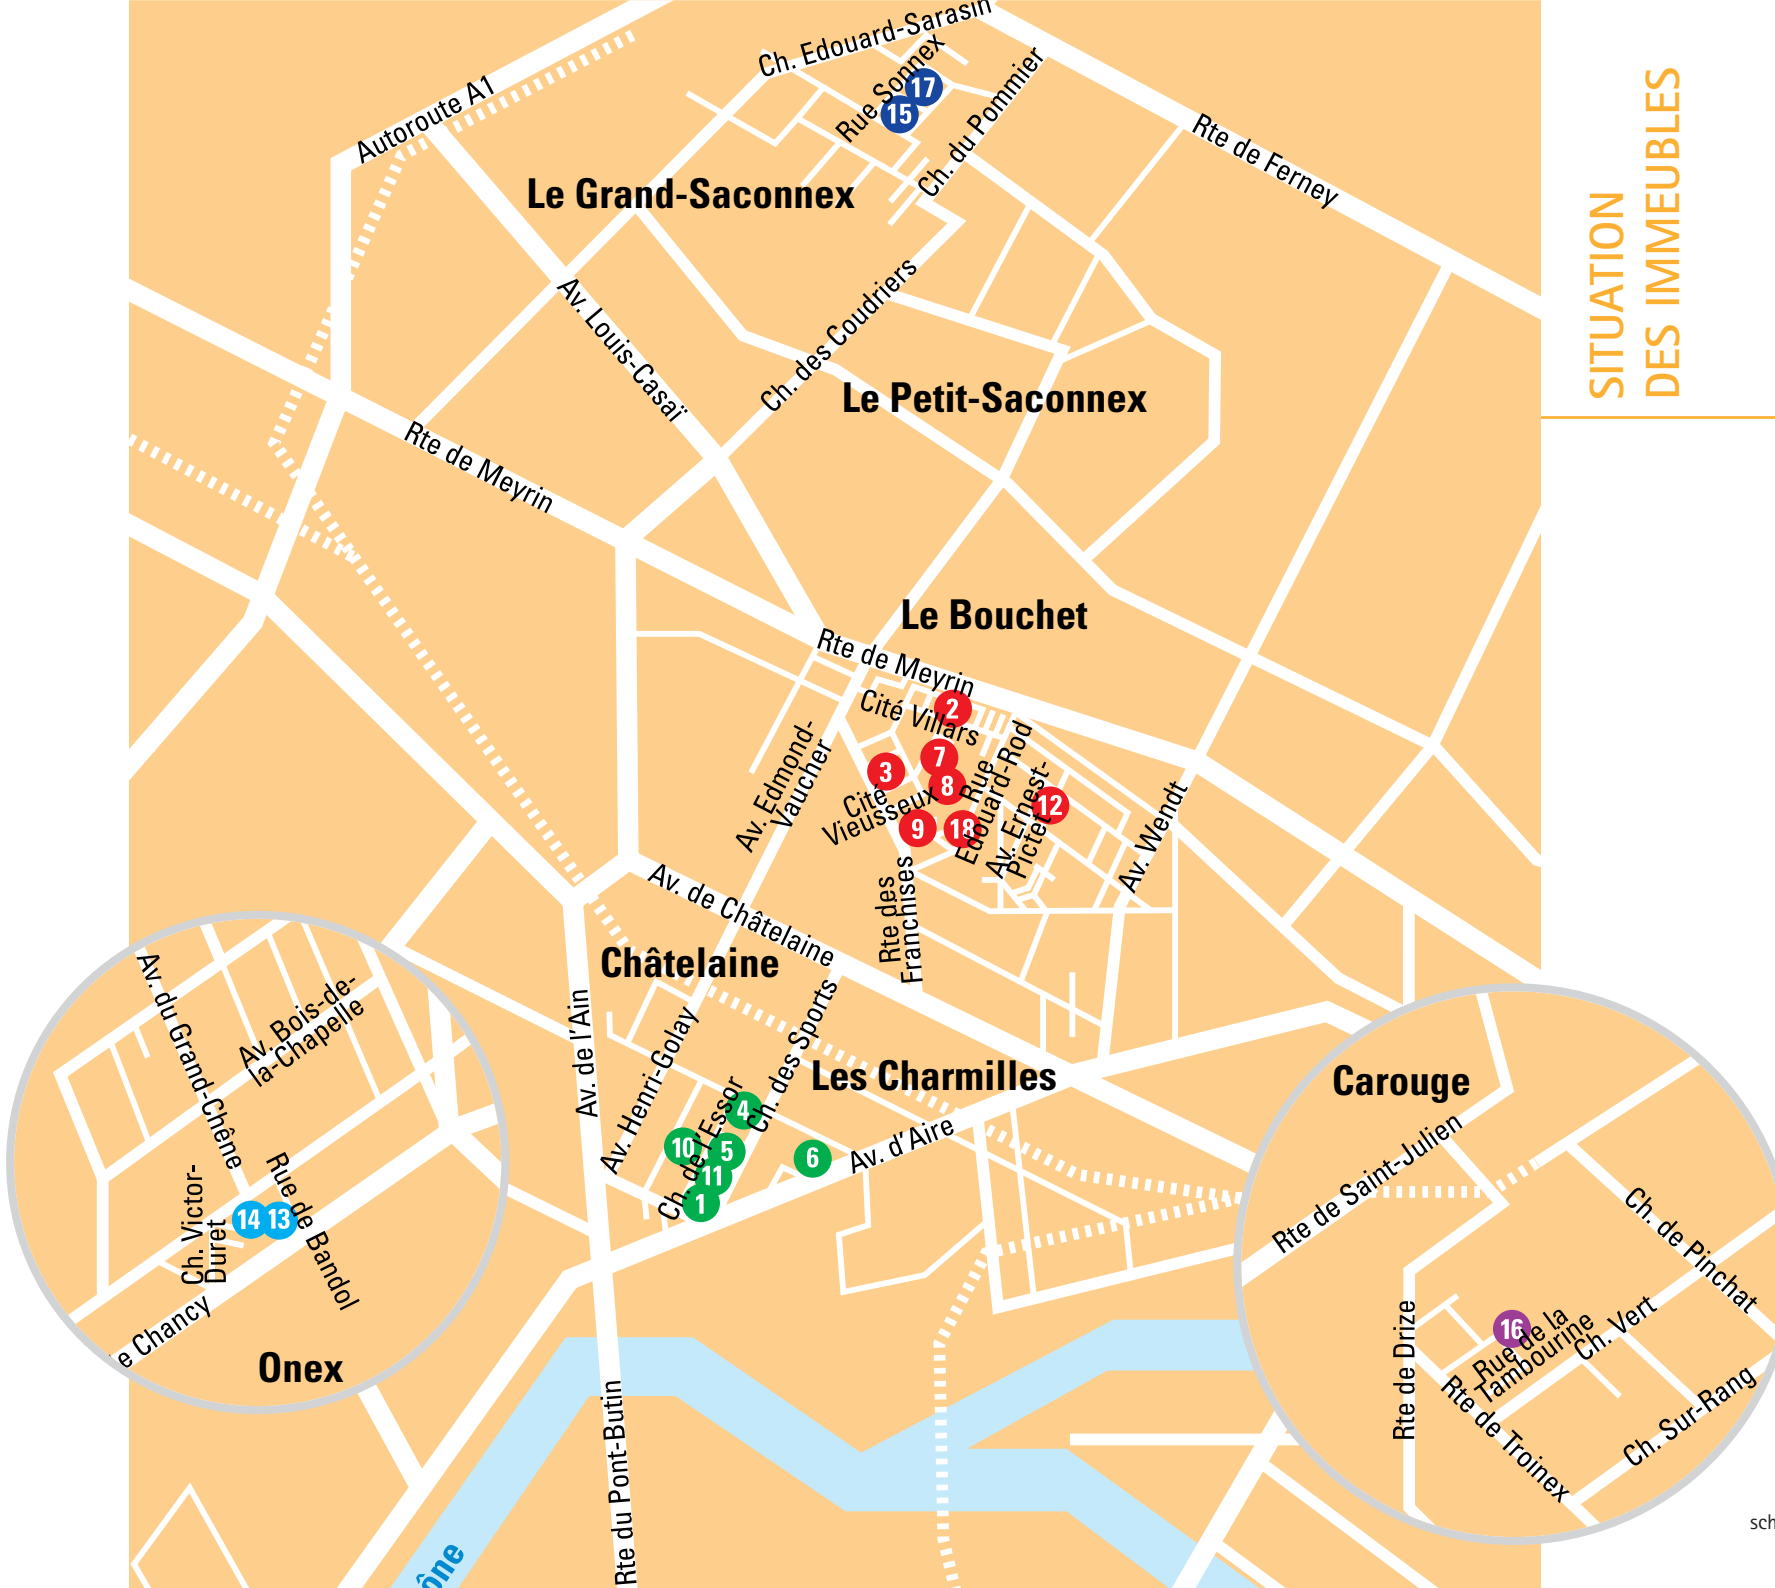 SITUATION
DES IMMEUBLES
Ch. Edouard-Sarasin
Autoroute A1
Rue Sonnex
17
15
Ch. du Pommier
Rte de Ferney
Le Grand-Saconnex
Av. Louis-Casaï
Ch. des Coudriers
Le Petit-Saconnex
Rte de Meyrin
Le Bouchet
Rte de Meyrin
Cité Villars
2
7
3
8
Cité
Vieusseux
9
18
Rue
Edouard-Rod
Av. Ernest-
Pictet
12
Av. Edmond-
Vaucher
Av. Wendt
Rte des
Franchises
Av. de Châtelaine
Châtelaine
Av. de l'Ain
Av. Henri-Golay
Ch. des Sports
Les Charmilles
Ch. de l'Essor
4
10
5
11
1
6
Av. d'Aire
Av. du Grand-Chêne
Av. Bois-de-
la-Chapelle
Ch. Victor-
Duret
14
13
Rue de Bandol
e Chancy
Onex
Carouge
Rte de Saint-Julien
Ch. de Pinchat
Rte de Drize
16
Rue de la
Tambourine
Ch. Vert
Rte de Troinex
Ch. Sur-Rang
Rte du Pont-Butin
ône
sch